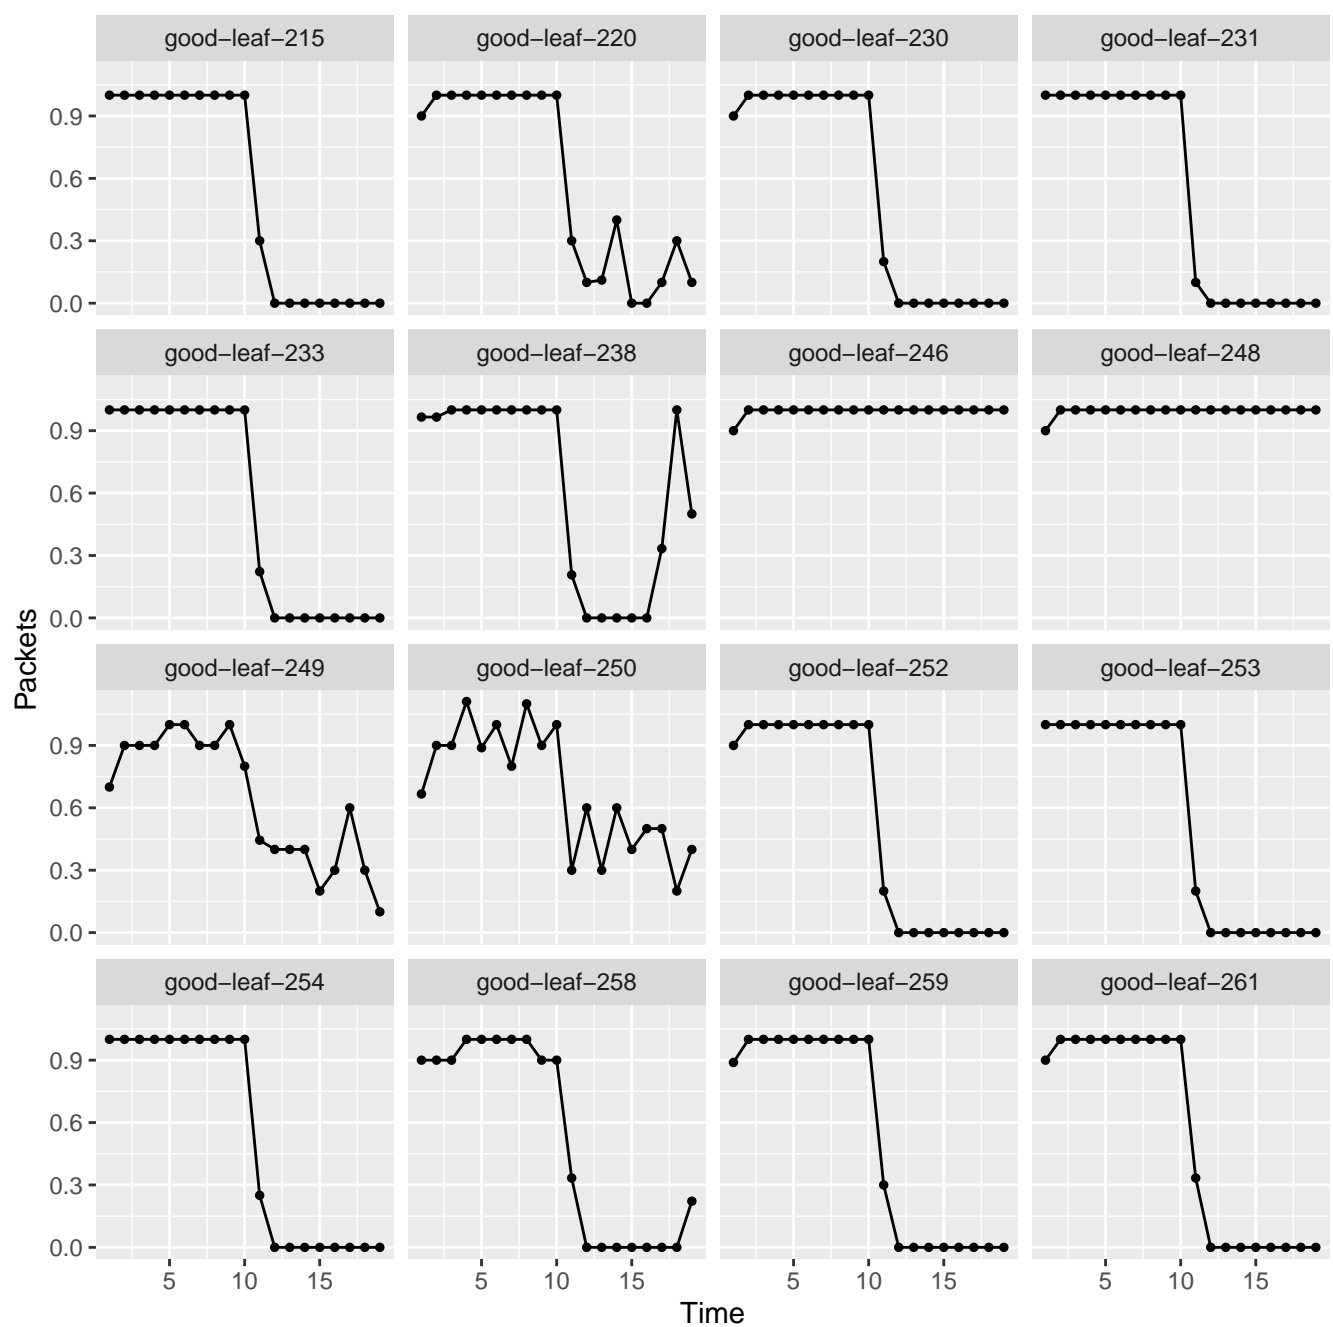 good−leaf−215 good−leaf−220 good−leaf−230 good−leaf−231
0.9
0.6
0.3
0.0
good−leaf−233 good−leaf−238 good−leaf−246 good−leaf−248
0.9
0.6
0.3
0.0
good−leaf−249 good−leaf−250 good−leaf−252 good−leaf−253
0.9
0.6
0.3
0.0
good−leaf−254 good−leaf−258 good−leaf−259 good−leaf−261
0.9
0.6
0.3
0.0
5 10 15 5 10 15 5 10 15 5 10 15
Time
Packets